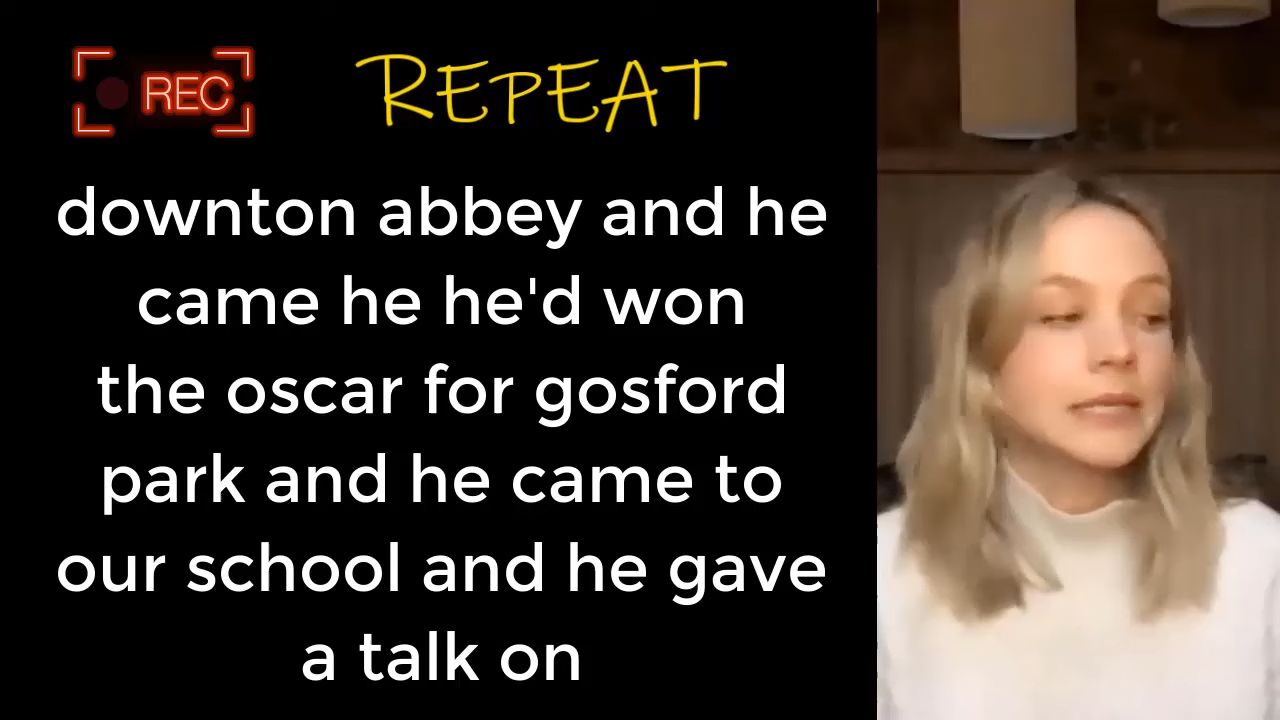 REC
REPEAT
downton abbey and he
came he he'd won
the oscar for gosford
park and he came to
our school and he gave
a talk on